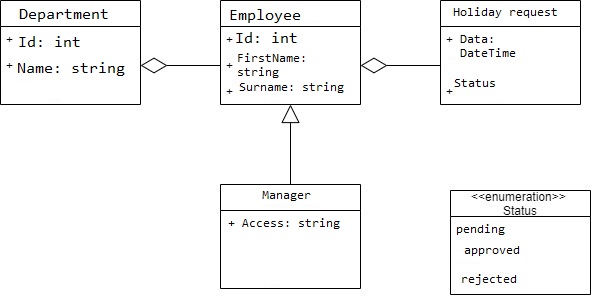 Department
+ Id: int
+ Name: string
Employee
+ Id: int
+ FirstName:
string
+ Surname: string
Holiday request
+ Data:
DateTime
+ Status
Manager
+ Access: string
<<enumeration>>
Status
pending
approved
rejected